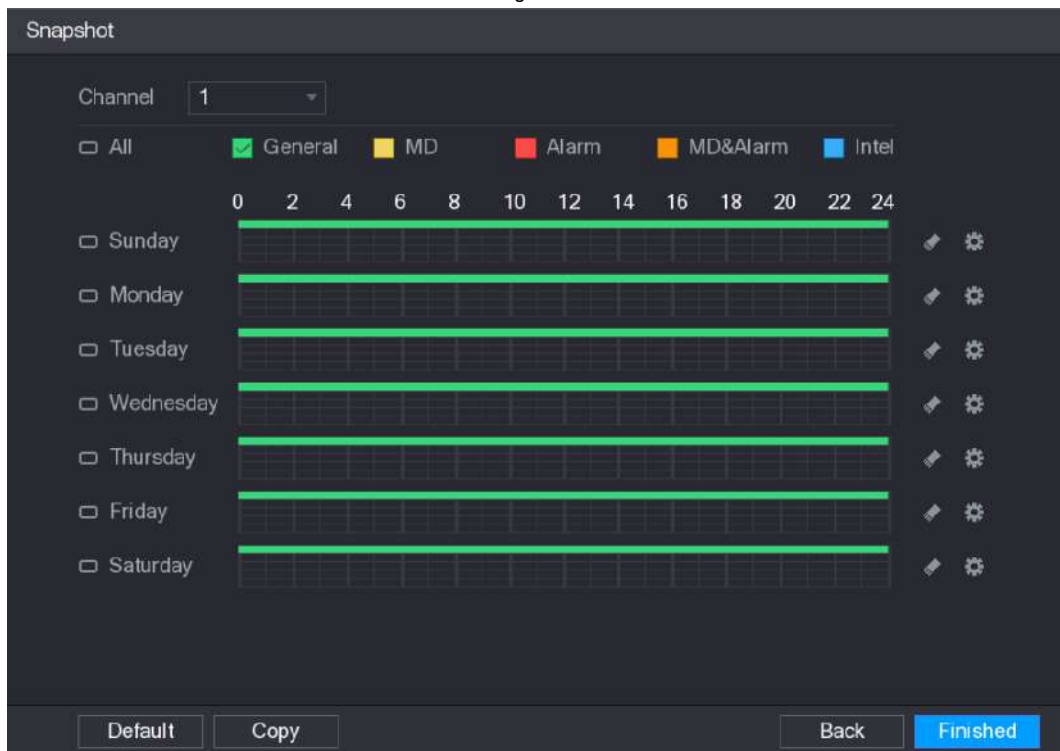 Snapshot
Channel 1
All General MD Alarm MD&Alarm Intel
0 2 4 6 8 10 12 14 16 18 20 22 24
Sunday
Monday
Tuesday
Wednesday
Thursday
Friday
Saturday
Default Copy Back Finished